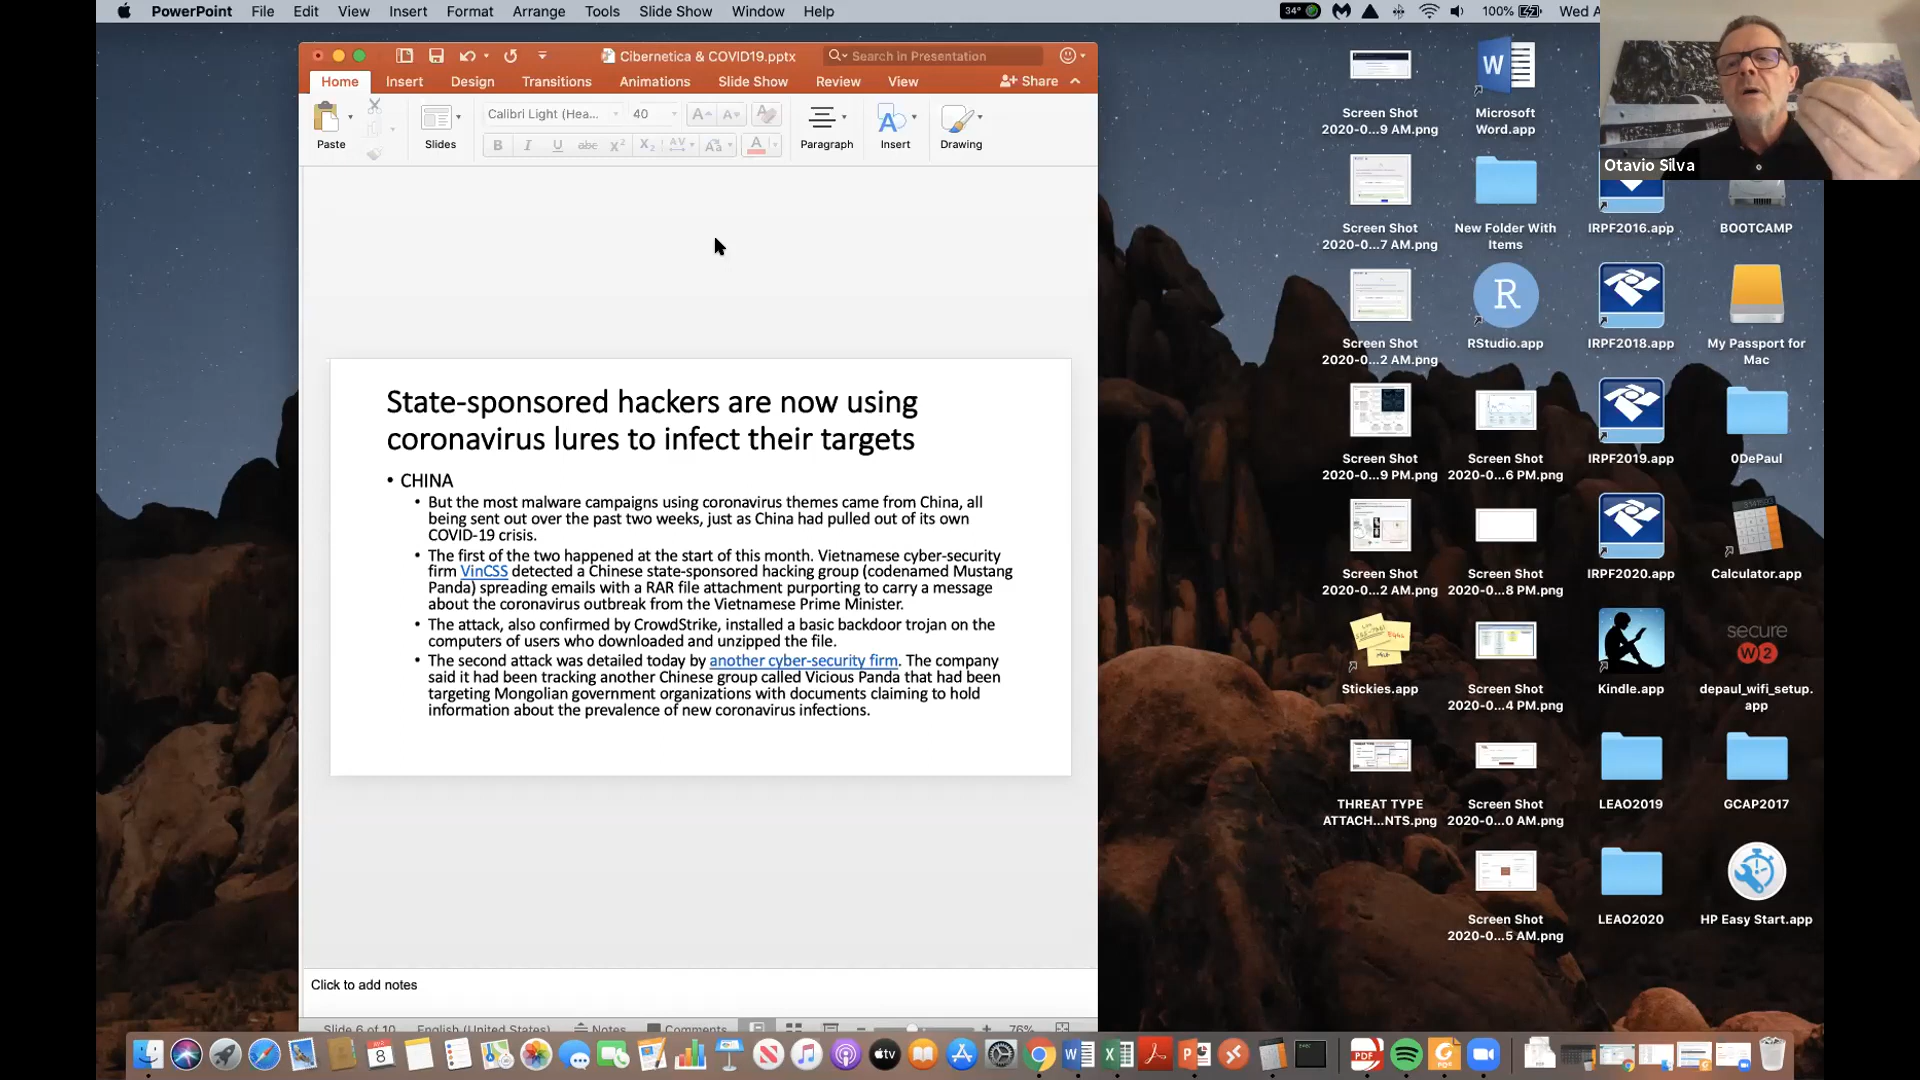 PowerPoint File Edit View Insert Format Arrange Tools Slide Show Window Help
34° 100% Wed A
Cibernetica & COVID19.pptx
Search in Presentation
Home Insert Design Transitions Animations Slide Show Review View Share
Paste
Slides
Calibri Light (Hea... 40
Paragraph
Insert
Drawing
State-sponsored hackers are now using
coronavirus lures to infect their targets
• CHINA
• But the most malware campaigns using coronavirus themes came from China, all
being sent out over the past two weeks, just as China had pulled out of its own
COVID-19 crisis.
• The first of the two happened at the start of this month. Vietnamese cyber-security
firm VinCSS detected a Chinese state-sponsored hacking group (codenamed Mustang
Panda) spreading emails with a RAR file attachment purporting to carry a message
about the coronavirus outbreak from the Vietnamese Prime Minister.
• The attack, also confirmed by CrowdStrike, installed a basic backdoor trojan on the
computers of users who downloaded and unzipped the file.
• The second attack was detailed today by another cyber-security firm. The company
said it had been tracking another Chinese group called Vicious Panda that had been
targeting Mongolian government organizations with documents claiming to hold
information about the prevalence of new coronavirus infections.
Click to add notes
Slide 6 of 10 English (United States) Notes Comments 76%
Otavio Silva
Screen Shot
2020-0...9 AM.png
Microsoft
Word.app
Screen Shot
2020-0...7 AM.png
New Folder With
Items
IRPF2016.app
BOOTCAMP
Screen Shot
2020-0...2 AM.png
RStudio.app
IRPF2018.app
My Passport for
Mac
Screen Shot
2020-0...9 PM.png
Screen Shot
2020-0...6 PM.png
IRPF2019.app
0DePaul
Screen Shot
2020-0...2 AM.png
Screen Shot
2020-0...8 PM.png
IRPF2020.app
Calculator.app
Stickies.app
Screen Shot
2020-0...4 PM.png
Kindle.app
secure
W2
depaul_wifi_setup.
app
THREAT TYPE
ATTACH...NTS.png
Screen Shot
2020-0...0 AM.png
LEAO2019
GCAP2017
Screen Shot
2020-0...5 AM.png
LEAO2020
HP Easy Start.app